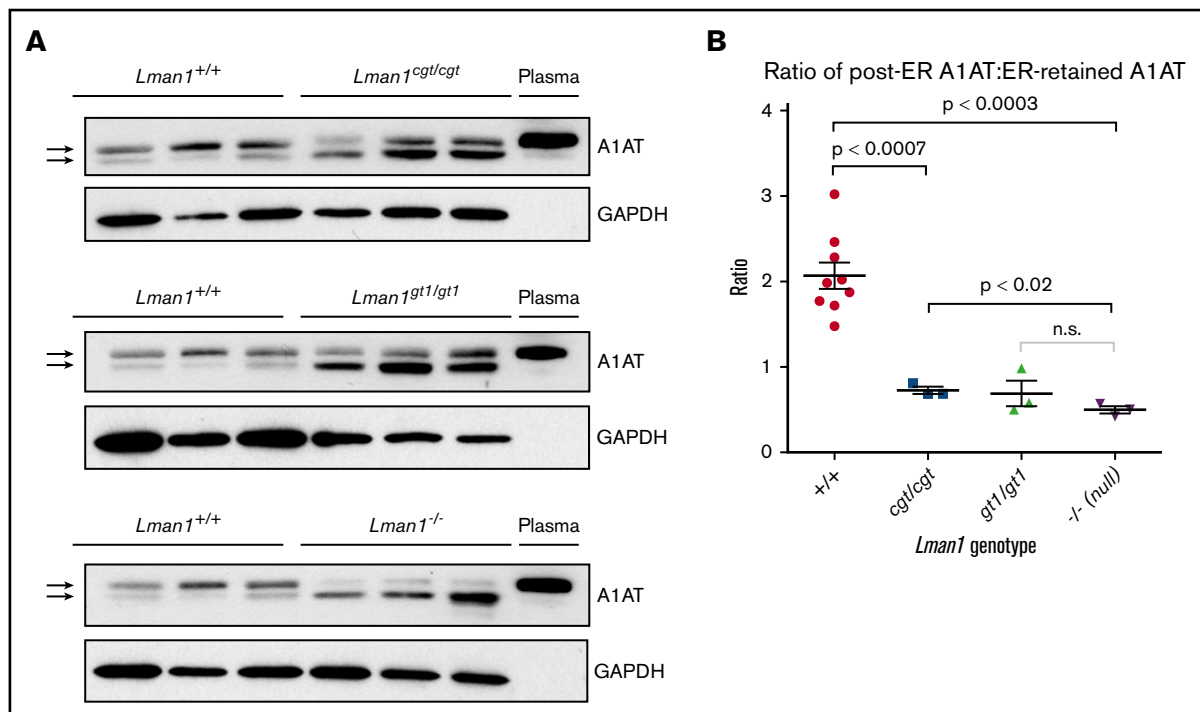 A
Lman1+/+ Lman1cgt/cgt Plasma
A1AT
GAPDH
Lman1+/+ Lman1gt1/gt1 Plasma
A1AT
GAPDH
Lman1+/+ Lman1-/- Plasma
A1AT
GAPDH
B
Ratio of post-ER A1AT:ER-retained A1AT
4
3
2
1
0
Ratio
p < 0.0003
p < 0.0007
p < 0.02
n.s.
+/+ cgt/cgt gt1/gt1 -/- (null)
Lman1 genotype